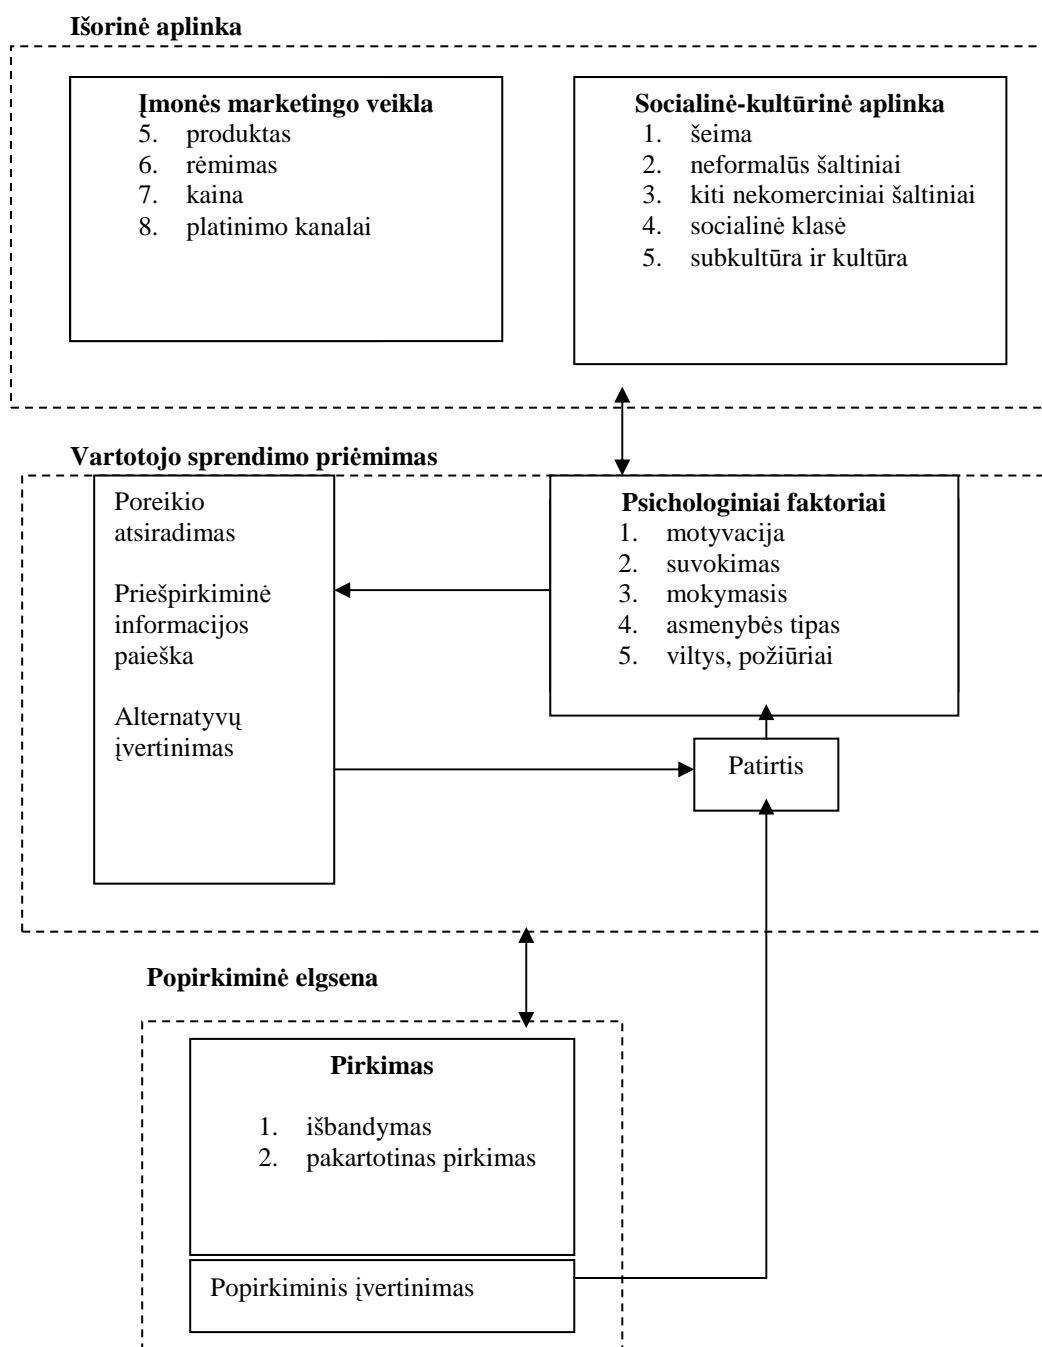 Išorinė aplinka
Įmonės marketingo veikla
5. produktas
6. rėmimas
7. kaina
8. platinimo kanalai
Socialinė-kultūrinė aplinka
1. šeima
2. neformalūs šaltiniai
3. kiti nekomerciniai šaltiniai
4. socialinė klasė
5. subkultūra ir kultūra
Vartotojo sprendimo priėmimas
Poreikio
atsiradimas
Priešpirkiminė
informacijos
paieška
Alternatyvų
įvertinimas
Psichologiniai faktoriai
1. motyvacija
2. suvokimas
3. mokymasis
4. asmenybės tipas
5. viltys, požiūriai
Patirtis
Popirkiminė elgsena
Pirkimas
1. išbandymas
2. pakartotinas pirkimas
Popirkiminis įvertinimas